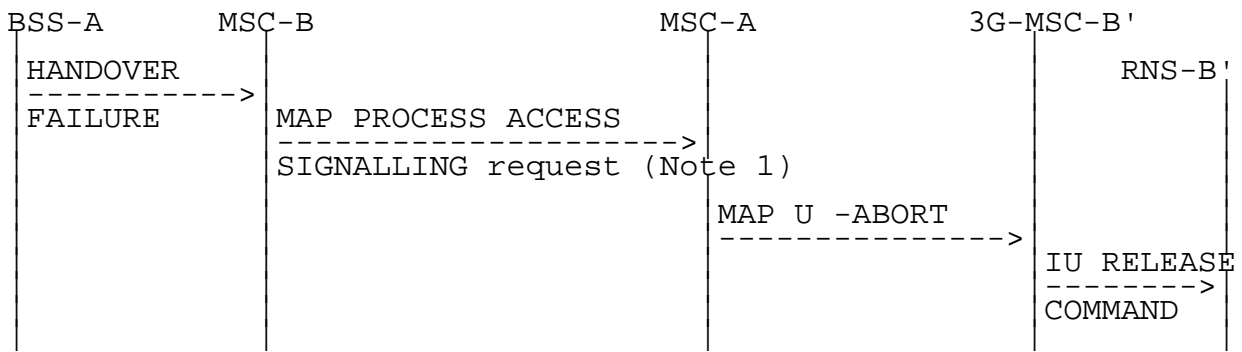 BSS-A MSC-B MSC-A 3G-MSC-B'
HANDOVER RNS-B'
----------->
FAILURE MAP PROCESS ACCESS
--------------------->
SIGNALLING request (Note 1)
MAP U -ABORT
--------------->
IU RELEASE
-------->
COMMAND